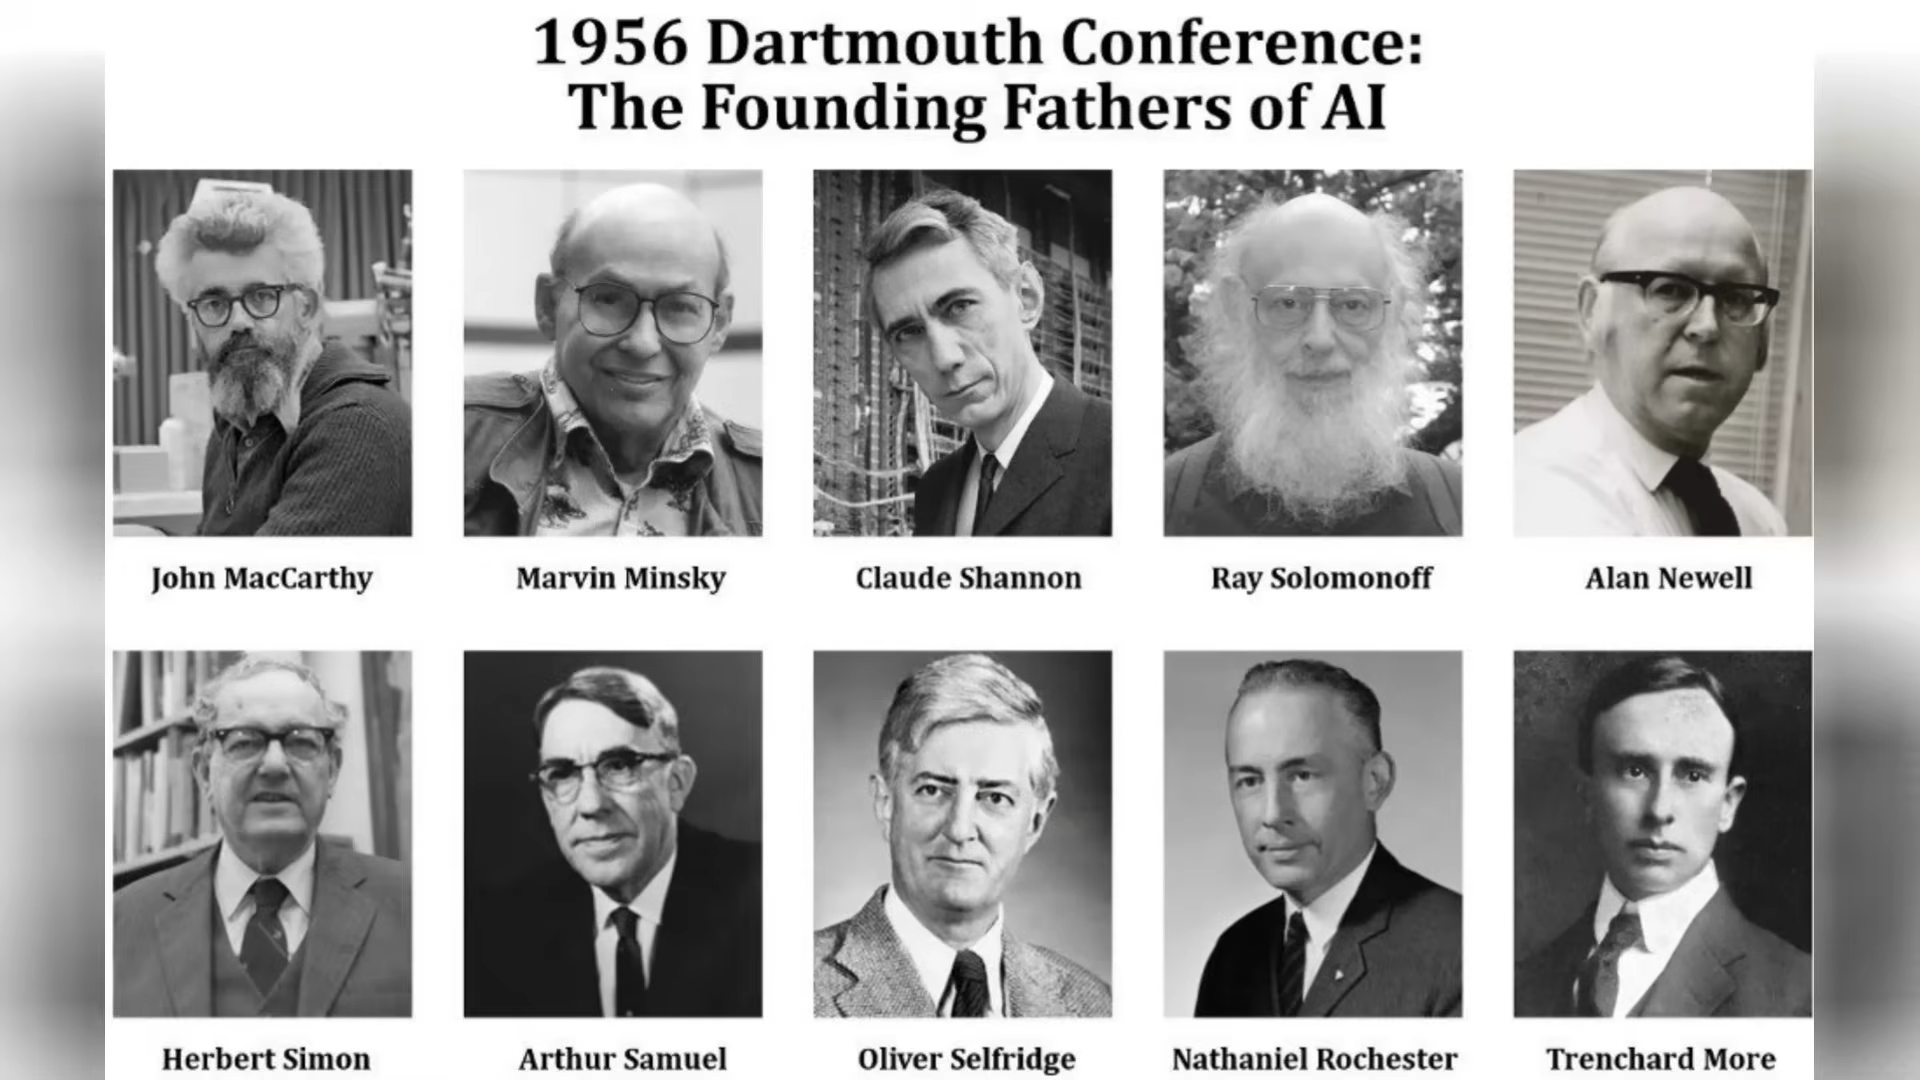 1956 Dartmouth Conference:
The Founding Fathers of AI
John MacCarthy
Marvin Minsky
Claude Shannon
Ray Solomonoff
Alan Newell
Herbert Simon
Arthur Samuel
Oliver Selfridge
Nathaniel Rochester
Trenchard More